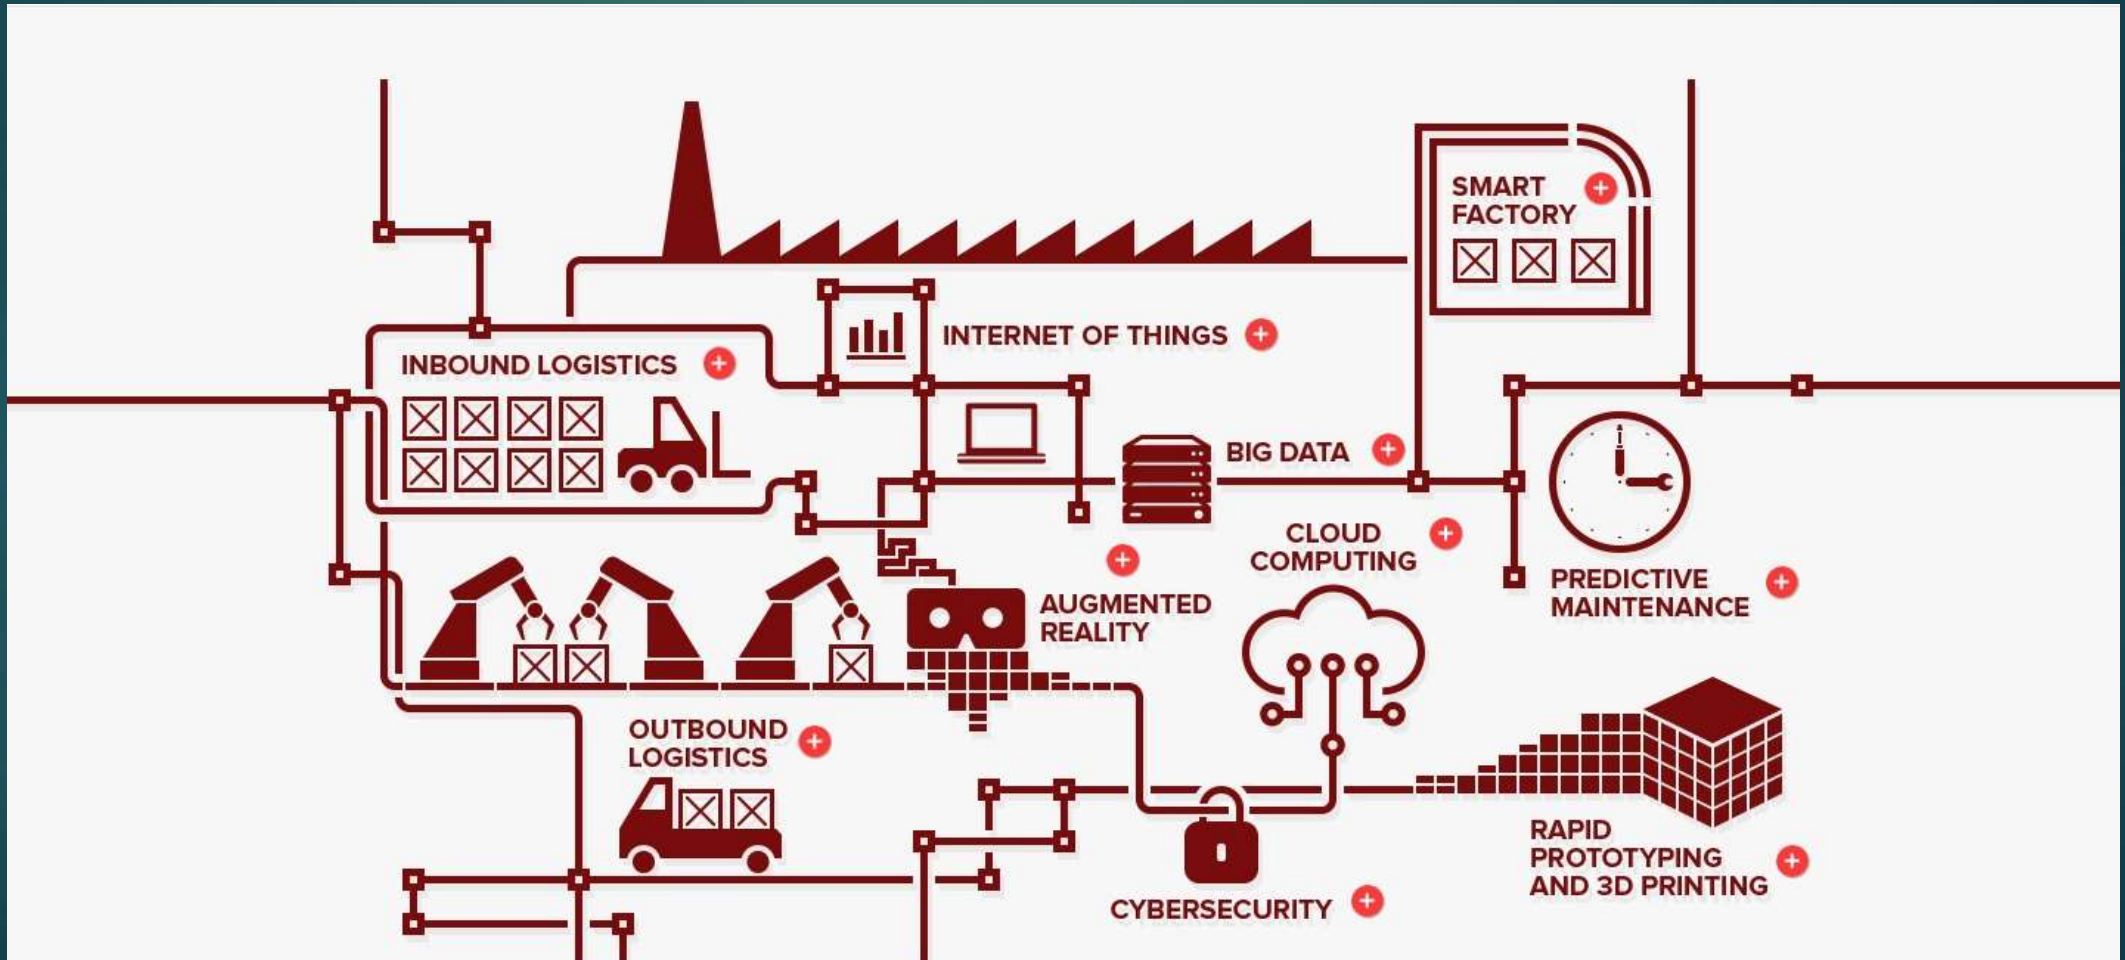 SMART
FACTORY
INTERNET OF THINGS
INBOUND LOGISTICS
BIG DATA
CLOUD
COMPUTING
PREDICTIVE
MAINTENANCE
AUGMENTED
REALITY
OUTBOUND
LOGISTICS
RAPID
PROTOTYPING
AND 3D PRINTING
CYBERSECURITY